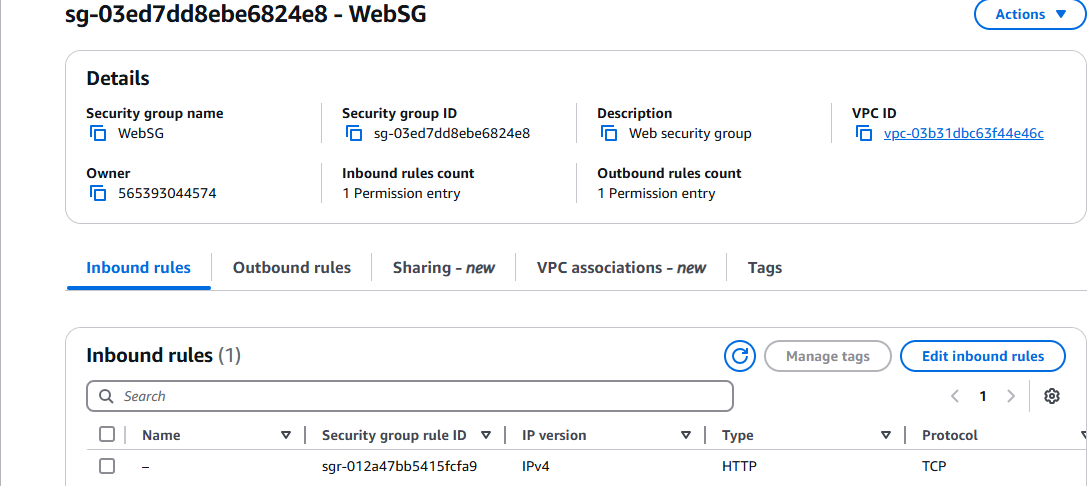 sg-03ed7dd8ebe6824e8 - WebSG
Actions
Details
Security group name
WebSG
Security group ID
sg-03ed7dd8ebe6824e8
Description
Web security group
VPC ID
vpc-03b31dbc63f44e46c
Owner
565393044574
Inbound rules count
1 Permission entry
Outbound rules count
1 Permission entry
Inbound rules
Outbound rules
Sharing - new
VPC associations - new
Tags
Inbound rules (1)
Manage tags
Edit inbound rules
Search
1
Name
Security group rule ID
IP version
Type
Protocol
–
sgr-012a47bb5415fcfa9
IPv4
HTTP
TCP